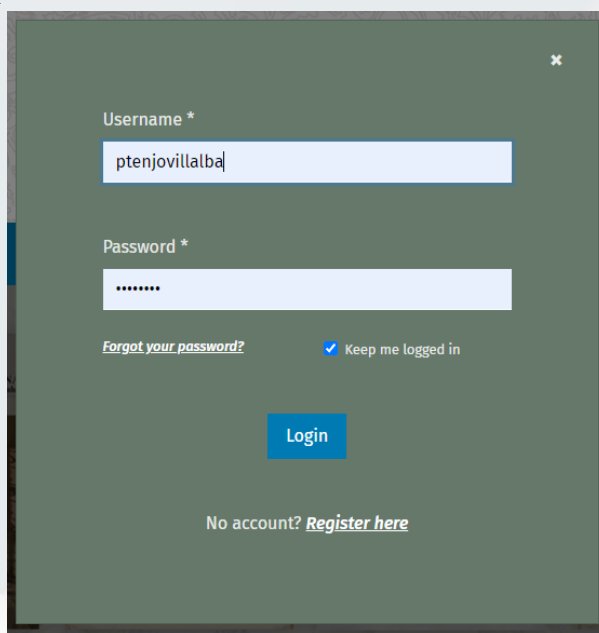 Username *
ptenjovillalba
Password *
••••••••
Forgot your password?
Keep me logged in
Login
No account? Register here